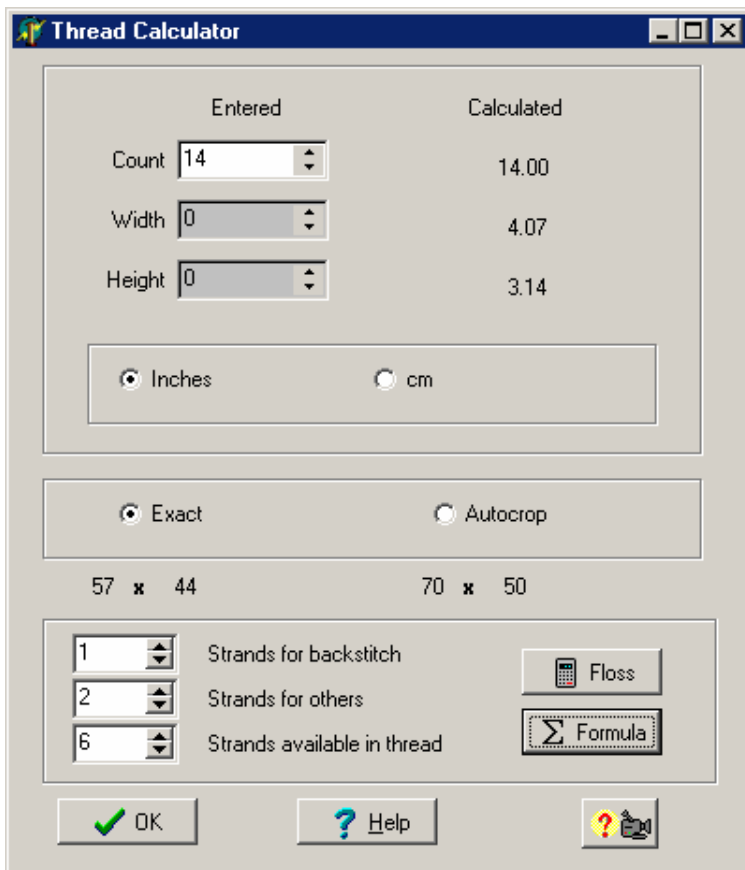 Thread Calculator
Entered Calculated
Count 14 14.00
Width 0 4.07
Height 0 3.14
Inches cm
Exact Autocrop
57 x 44 70 x 50
1 Strands for backstitch
2 Strands for others
6 Strands available in thread
Floss
Σ Formula
OK ? Help ?